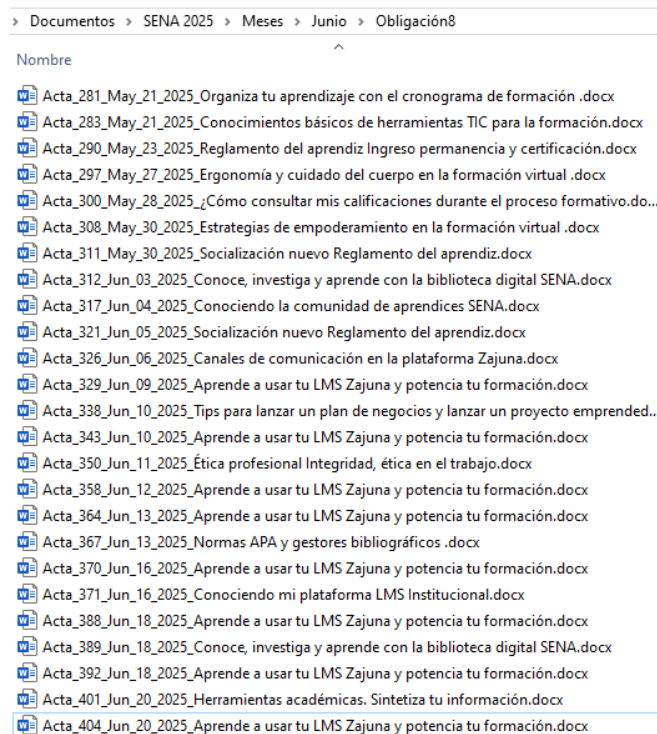 Documentos > SENA 2025 > Meses > Junio > Obligación8
Nombre
Acta_281_May_21_2025_Organiza tu aprendizaje con el cronograma de formación .docx
Acta_283_May_21_2025_Conocimientos básicos de herramientas TIC para la formación.docx
Acta_290_May_23_2025_Reglamento del aprendiz Ingreso permanencia y certificación.docx
Acta_297_May_27_2025_Ergonomía y cuidado del cuerpo en la formación virtual .docx
Acta_300_May_28_2025_¿Cómo consultar mis calificaciones durante el proceso formativo.do...
Acta_308_May_30_2025_Estrategias de empoderamiento en la formación virtual .docx
Acta_311_May_30_2025_Socialización nuevo Reglamento del aprendiz.docx
Acta_312_Jun_03_2025_Conoce, investiga y aprende con la biblioteca digital SENA.docx
Acta_317_Jun_04_2025_Conociendo la comunidad de aprendices SENA.docx
Acta_321_Jun_05_2025_Socialización nuevo Reglamento del aprendiz.docx
Acta_326_Jun_06_2025_Canales de comunicación en la plataforma Zajuna.docx
Acta_329_Jun_09_2025_Aprende a usar tu LMS Zajuna y potencia tu formación.docx
Acta_338_Jun_10_2025_Tips para lanzar un plan de negocios y lanzar un proyecto emprended...
Acta_343_Jun_10_2025_Aprende a usar tu LMS Zajuna y potencia tu formación.docx
Acta_350_Jun_11_2025_Ética profesional Integridad, ética en el trabajo.docx
Acta_358_Jun_12_2025_Aprende a usar tu LMS Zajuna y potencia tu formación.docx
Acta_364_Jun_13_2025_Aprende a usar tu LMS Zajuna y potencia tu formación.docx
Acta_367_Jun_13_2025_Normas APA y gestores bibliográficos .docx
Acta_370_Jun_16_2025_Aprende a usar tu LMS Zajuna y potencia tu formación.docx
Acta_371_Jun_16_2025_Conociendo mi plataforma LMS Institucional.docx
Acta_388_Jun_18_2025_Aprende a usar tu LMS Zajuna y potencia tu formación.docx
Acta_389_Jun_18_2025_Conoce, investiga y aprende con la biblioteca digital SENA.docx
Acta_392_Jun_18_2025_Aprende a usar tu LMS Zajuna y potencia tu formación.docx
Acta_401_Jun_20_2025_Herramientas académicas. Sintetiza tu información.docx
Acta_404_Jun_20_2025_Aprende a usar tu LMS Zajuna y potencia tu formación.docx